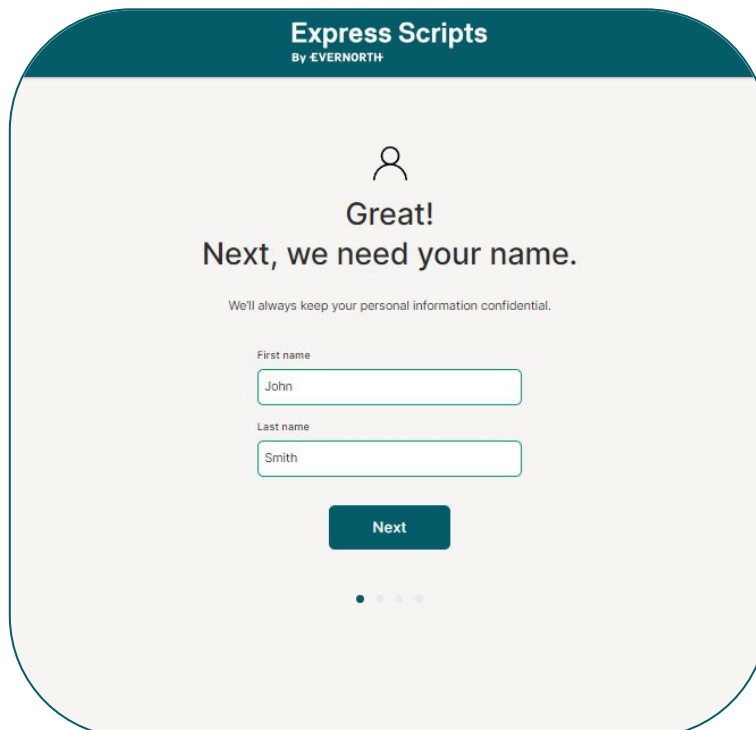 Express Scripts
By EVERNORTH
Great!
Next, we need your name.
We'll always keep your personal information confidential.
First name
John
Last name
Smith
Next